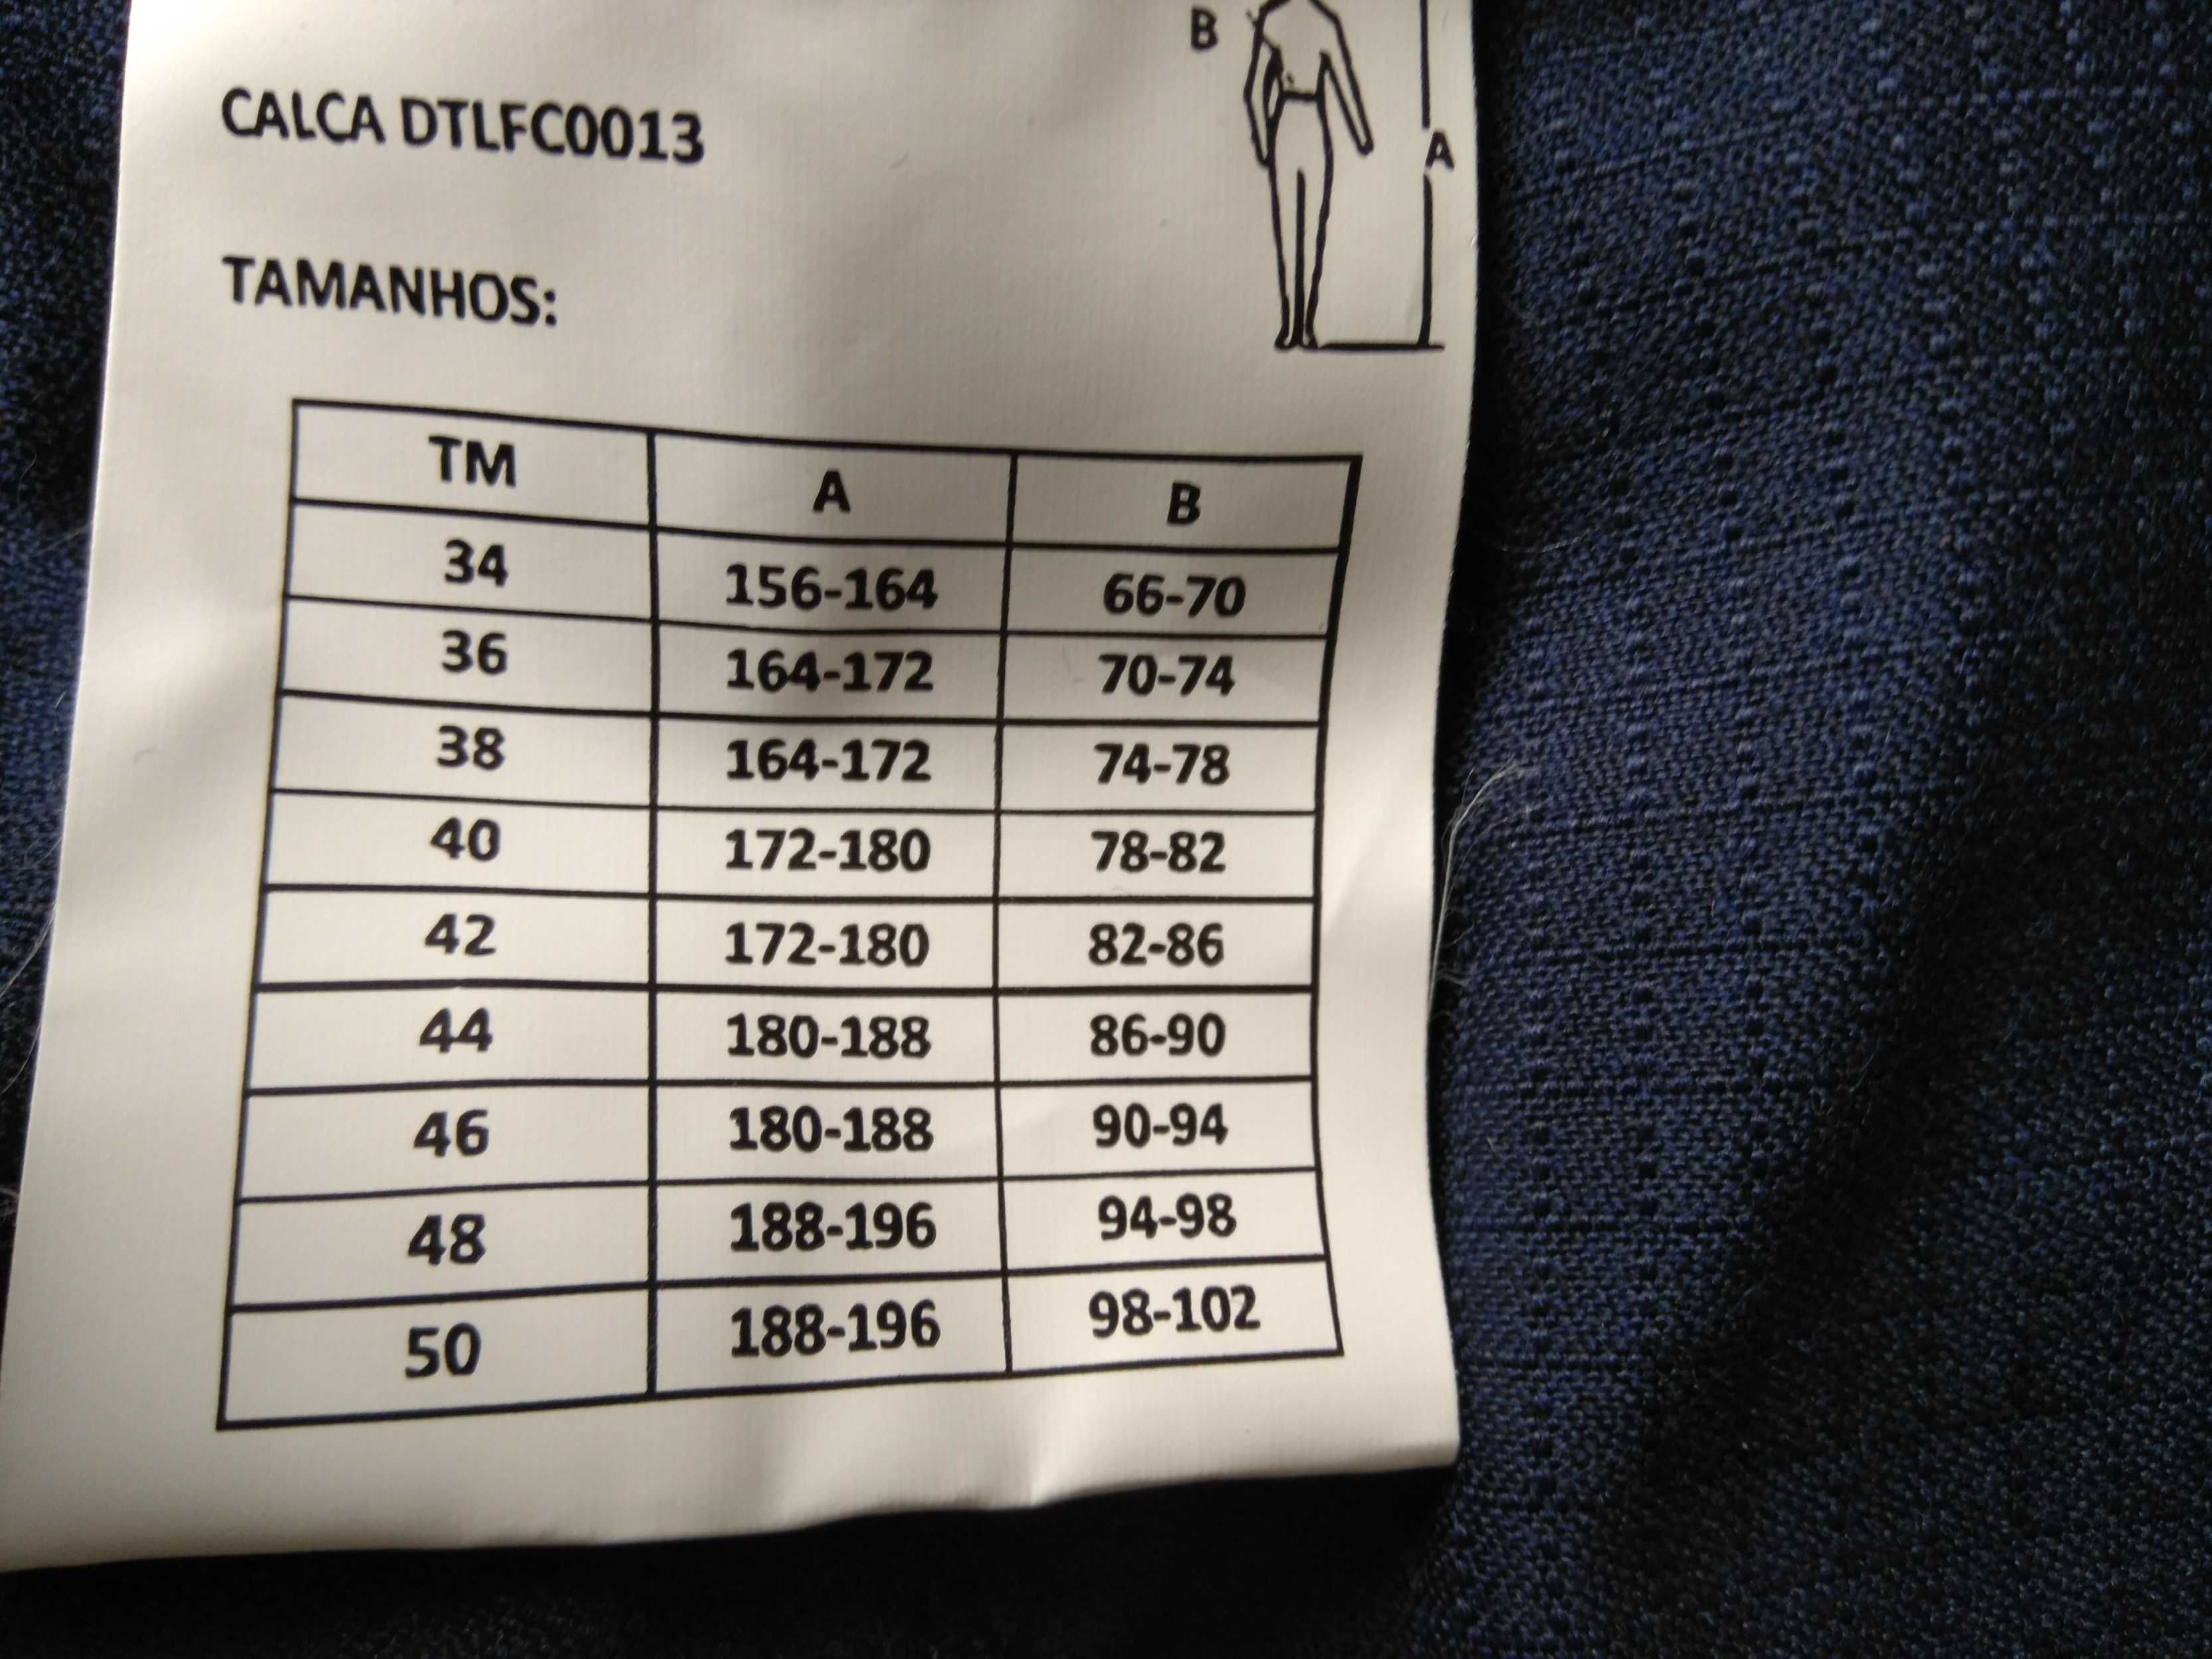 B
CALCA DTLFC0013
A
TAMANHOS:
TM A B
34 156-164 66-70
36 164-172 70-74
38 164-172 74-78
40 172-180 78-82
42 172-180 82-86
44 180-188 86-90
46 180-188 90-94
48 188-196 94-98
50 188-196 98-102